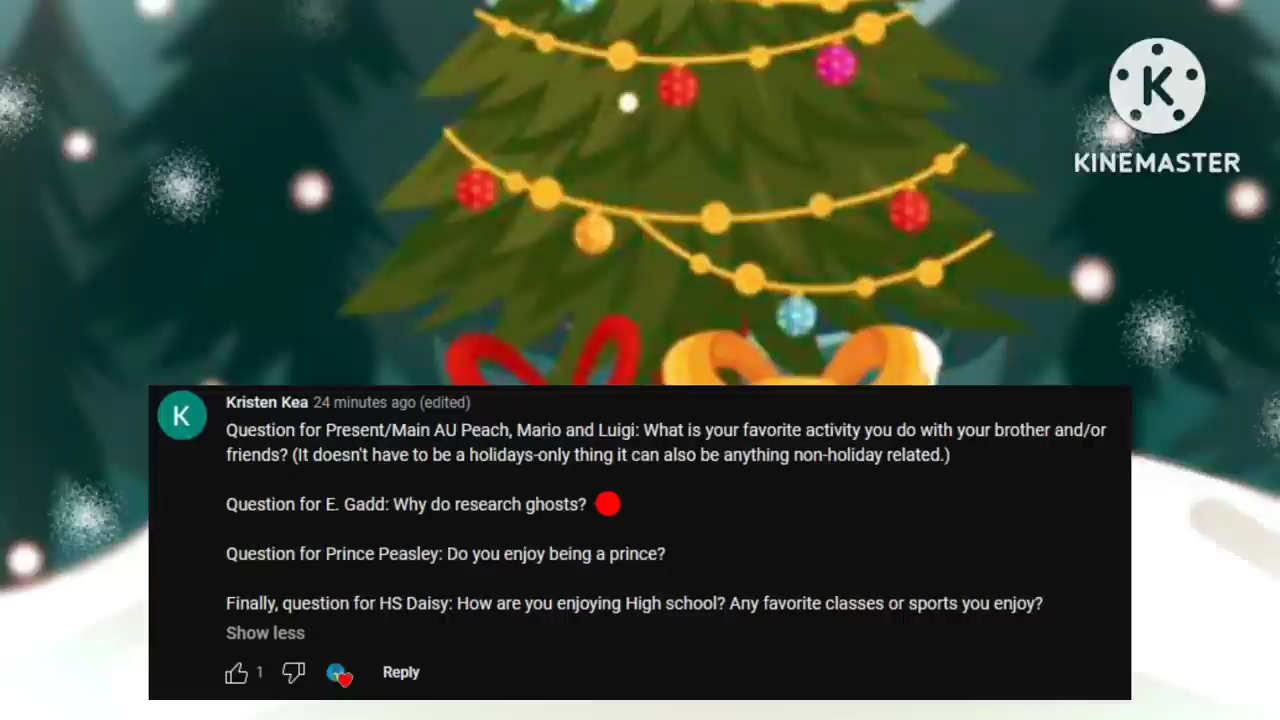 K
KINEMASTER
K
Kristen Kea 24 minutes ago (edited)
Question for Present/Main AU Peach, Mario and Luigi: What is your favorite activity you do with your brother and/or
friends? (It doesn't have to be a holidays-only thing it can also be anything non-holiday related.)
Question for E. Gadd: Why do research ghosts?
Question for Prince Peasley: Do you enjoy being a prince?
Finally, question for HS Daisy: How are you enjoying High school? Any favorite classes or sports you enjoy?
Show less
1
Reply